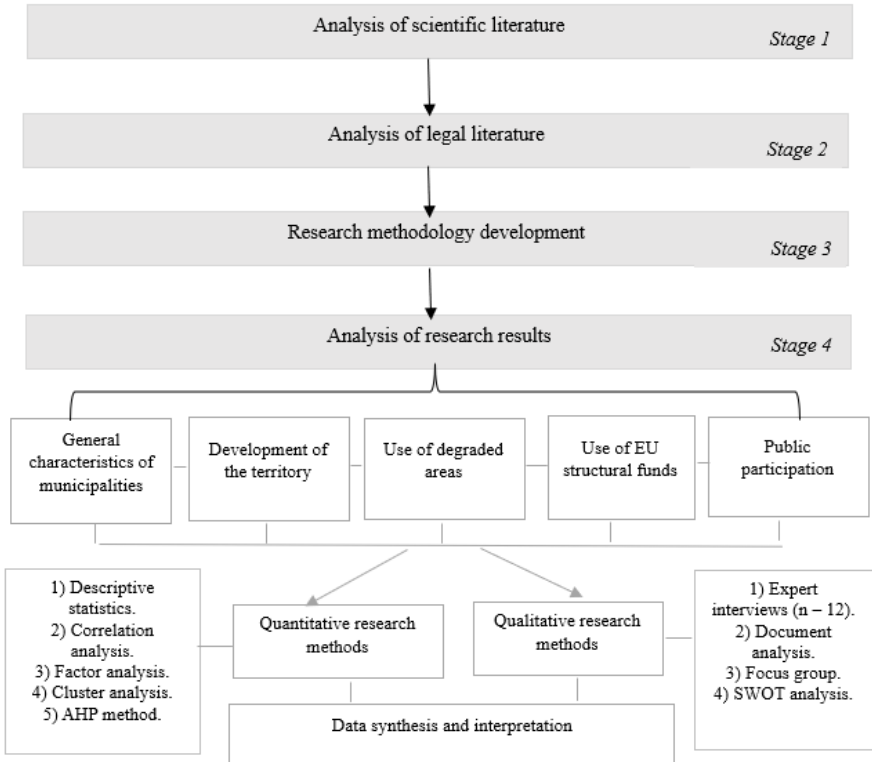 Analysis of scientific literature
Stage 1
Analysis of legal literature
Stage 2
Research methodology development
Stage 3
Analysis of research results
Stage 4
General
characteristics of
municipalities
Development of
the territory
Use of degraded
areas
Use of EU
structural funds
Public
participation
1) Descriptive
statistics.
2) Correlation
analysis.
3) Factor analysis.
4) Cluster analysis.
5) AHP method.
Quantitative research
methods
Qualitative research
methods
1) Expert
interviews (n – 12).
2) Document
analysis.
3) Focus group.
4) SWOT analysis.
Data synthesis and interpretation